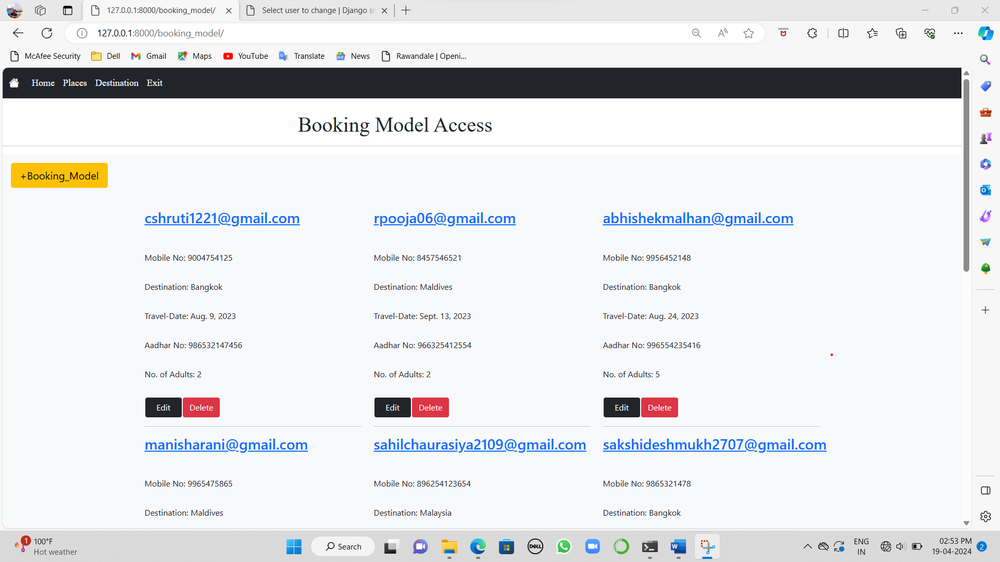 127.0.0.1:8000/booking_model/
Select user to change | Django si
127.0.0.1:8000/booking_model/
McAfee Security Dell Gmail Maps YouTube Translate News Rawandale | Openi...
Home Places Destination Exit
Booking Model Access
+Booking_Model
cshruti1221@gmail.com
Mobile No: 9004754125
Destination: Bangkok
Travel-Date: Aug. 9, 2023
Aadhar No: 986532147456
No. of Adults: 2
Edit Delete
rpooja06@gmail.com
Mobile No: 8457546521
Destination: Maldives
Travel-Date: Sept. 13, 2023
Aadhar No: 966325412554
No. of Adults: 2
Edit Delete
abhishekmalhan@gmail.com
Mobile No: 9956452148
Destination: Bangkok
Travel-Date: Aug. 24, 2023
Aadhar No: 996554235416
No. of Adults: 5
Edit Delete
manisharani@gmail.com
Mobile No: 9965475865
Destination: Maldives
sahilchaurasiya2109@gmail.com
Mobile No: 896254123654
Destination: Malaysia
sakshideshmukh2707@gmail.com
Mobile No: 9865321478
Destination: Bangkok
1
100°F
Hot weather
Search
DELL
ENG
IN
02:53 PM
19-04-2024
2